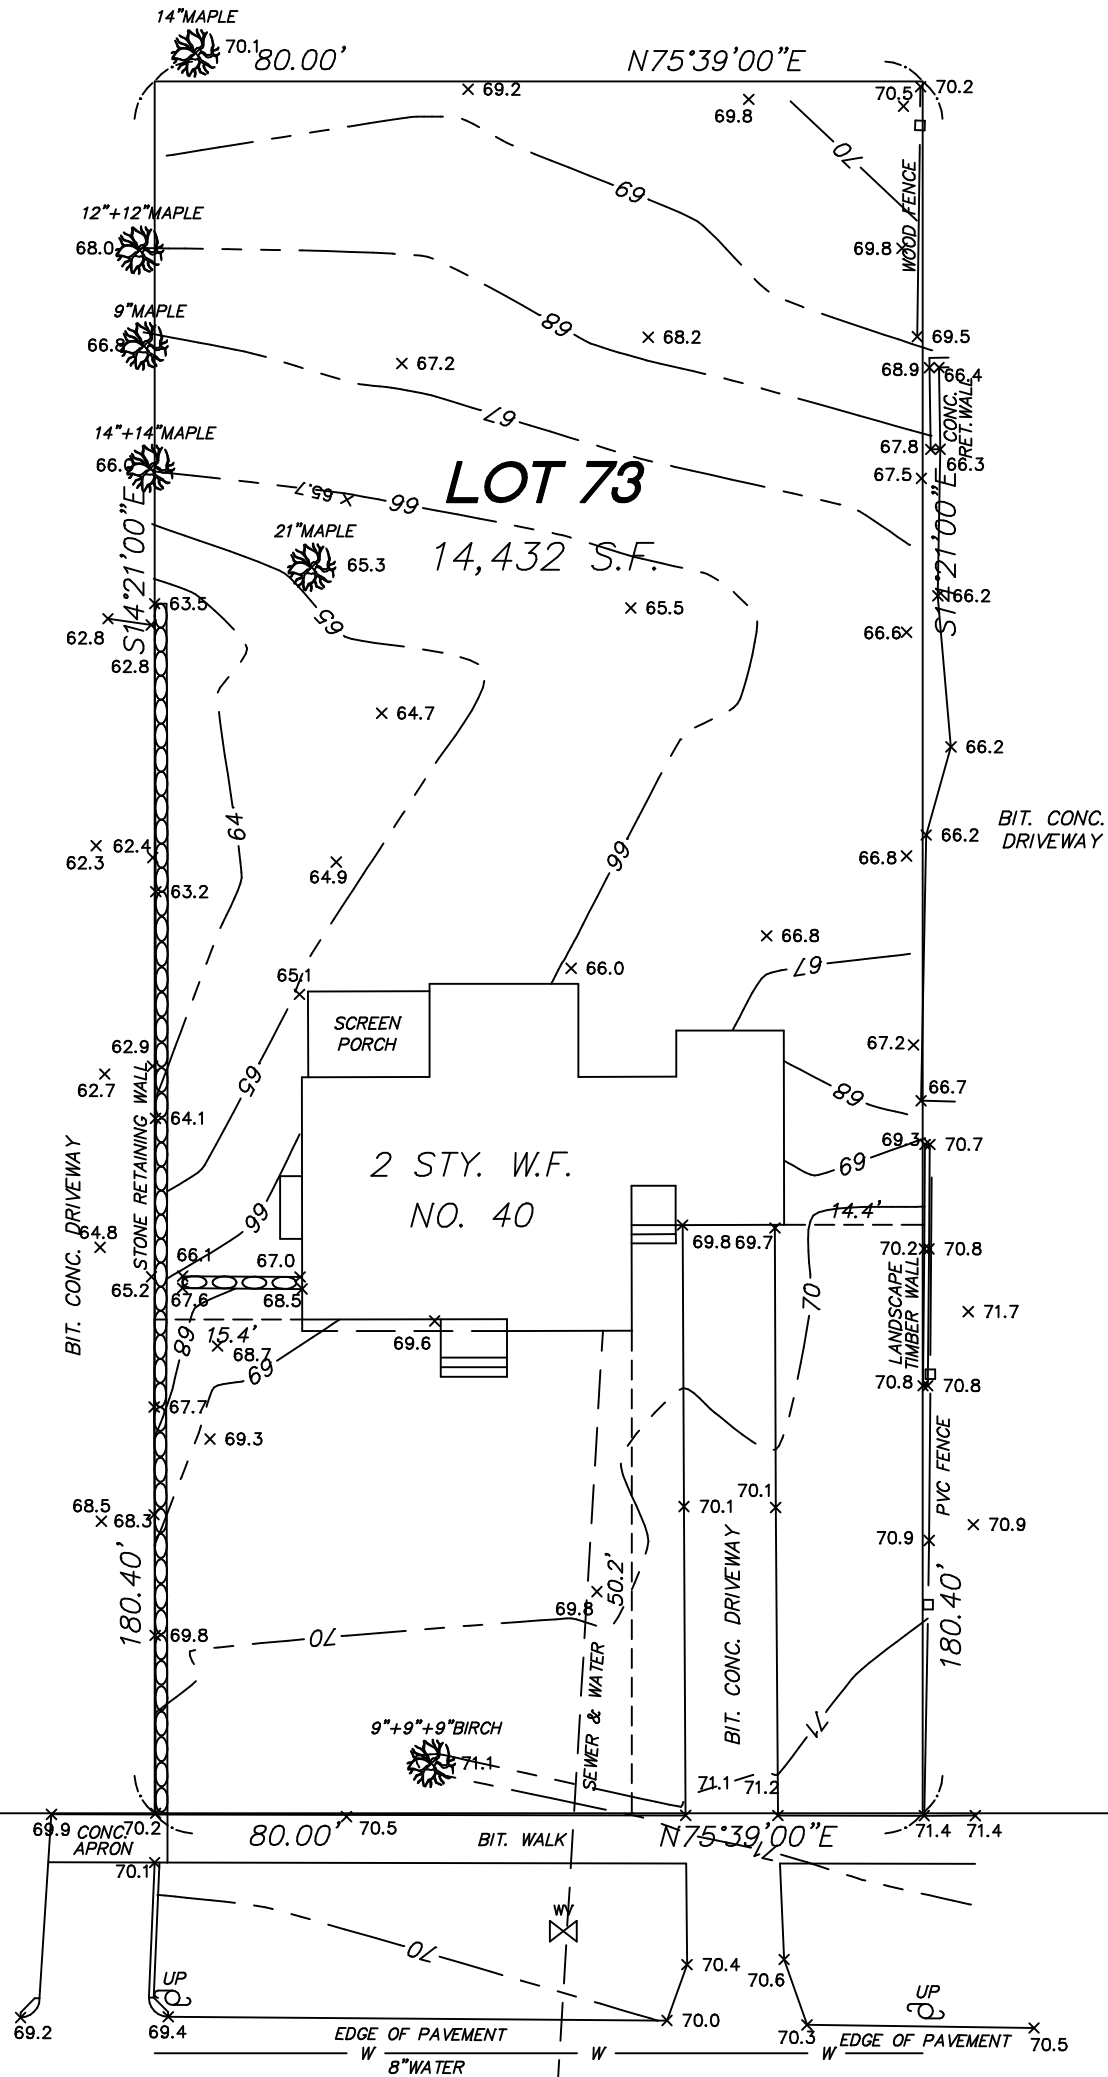 14"MAPLE
70.1
80.00'
N75°39'00"E
69.2
69.8
70.5
70.2
70
WOOD FENCE
69
12"+12"MAPLE
68.0
69.8
9"MAPLE
66.8
68
68.2
69.5
67.2
68.9
66.4
CONC.
RET.WALL
67
14"+14"MAPLE
66.0
67.8
66.3
67.5
LOT 73
65.7
66
S14°21'00"E
S14°21'00"E
21"MAPLE
65.3
14,432 S.F.
63.5
65
65.5
66.2
62.8
62.8
66.6
64.7
66.2
64
BIT. CONC.
DRIVEWAY
62.3
62.4
64.9
66
66.8
66.2
63.2
66.8
65.1
66.0
67
SCREEN
PORCH
62.9
62.7
67.2
65
68
66.7
STONE RETAINING WALL
64.1
69.3
70.7
BIT. CONC. DRIVEWAY
2 STY. W.F.
NO. 40
69
66
14.4'
64.8
69.8
69.7
70.2
70.8
66.1
67.0
65.2
67.6
68.5
70
LANDSCAPE
TIMBER WALL
71.7
15.4'
68
68.7
69
69.6
70.8
70.8
67.7
69.3
PVC FENCE
68.5
68.3
70.1
70.1
70.9
70.9
180.40'
50.2'
BIT. CONC. DRIVEWAY
180.40'
69.8
69.8
70
SEWER & WATER
71
9"+9"+9"BIRCH
71.1
71.1
71.2
69.9
CONC.
APRON
70.2
80.00'
70.5
BIT. WALK
N75°39'00"E
71.4
71.4
70.1
71
WV
70
70.4
70.6
UP
UP
69.2
69.4
EDGE OF PAVEMENT
70.0
70.3
EDGE OF PAVEMENT
70.5
W
W
W
8"WATER